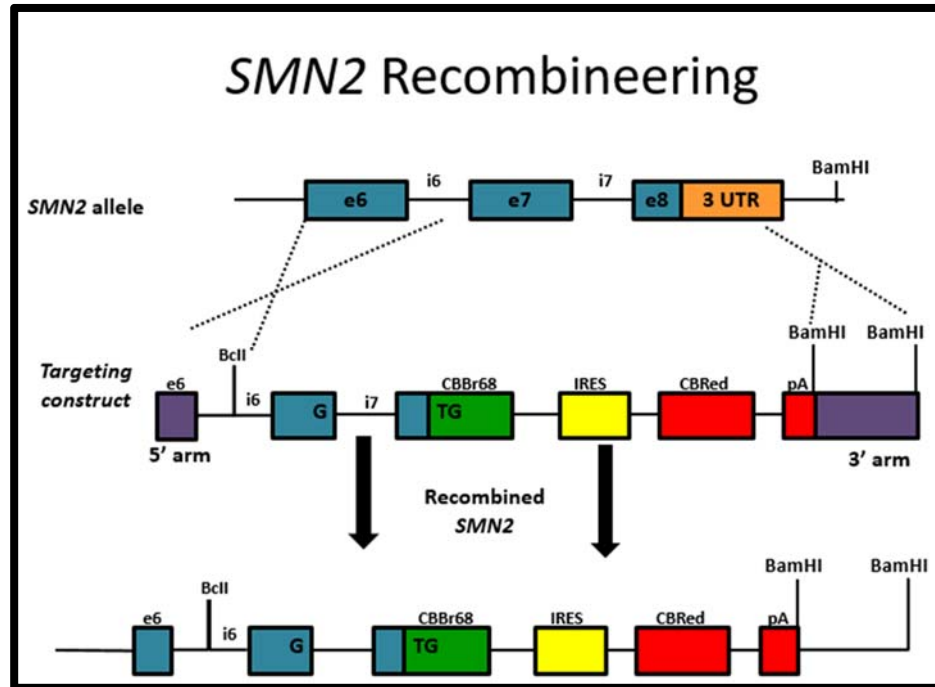 SMN2 Recombineering
BamHI
i6
i7
SMN2 allele
e6
e7
e8
3 UTR
BamHI
BamHI
BclI
Targeting
construct
e6
i6
i7
CBBr68
IRES
CBRed
pA
G
TG
5' arm
3' arm
Recombined
SMN2
BamHI
BamHI
BclI
e6
i6
CBBr68
IRES
CBRed
pA
G
TG